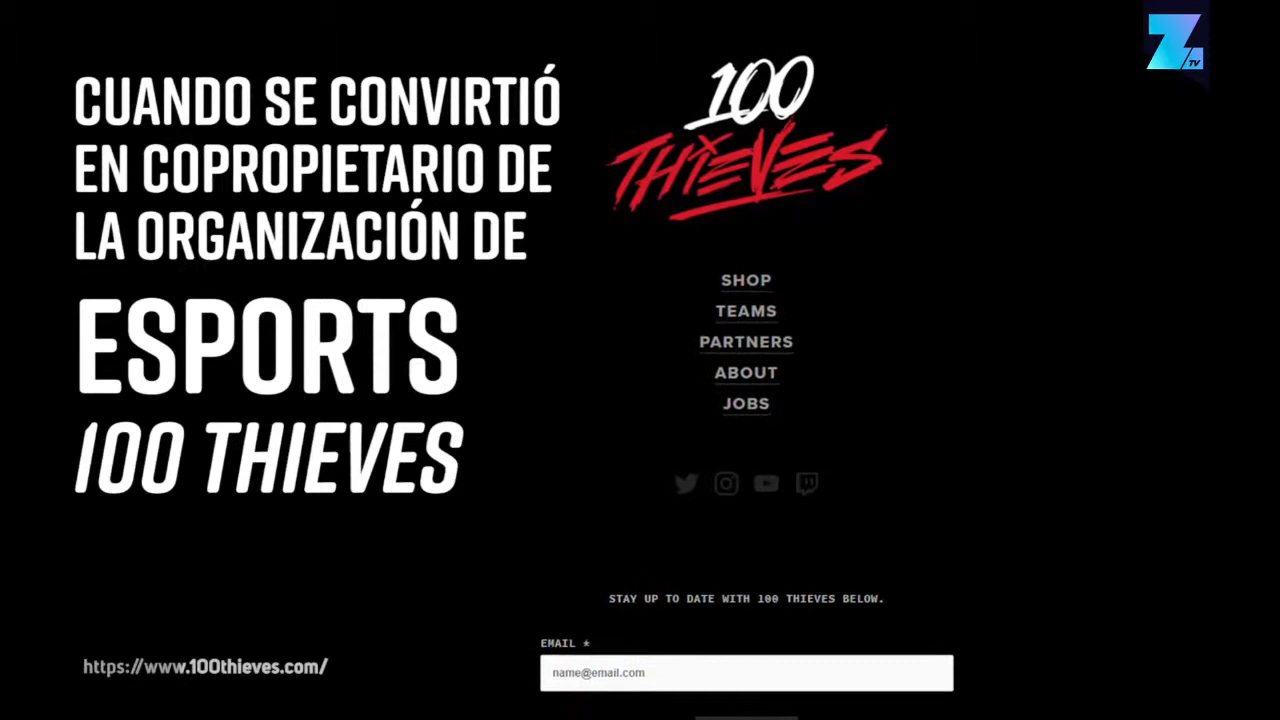 CUANDO SE CONVIRTIÓ
EN COPROPIETARIO DE
LA ORGANIZACIÓN DE
ESPORTS
100 THIEVES
https://www.100thieves.com/
Z
TV
100
THIEVES
SHOP
TEAMS
PARTNERS
ABOUT
JOBS
STAY UP TO DATE WITH 100 THIEVES BELOW.
EMAIL *
name@email.com